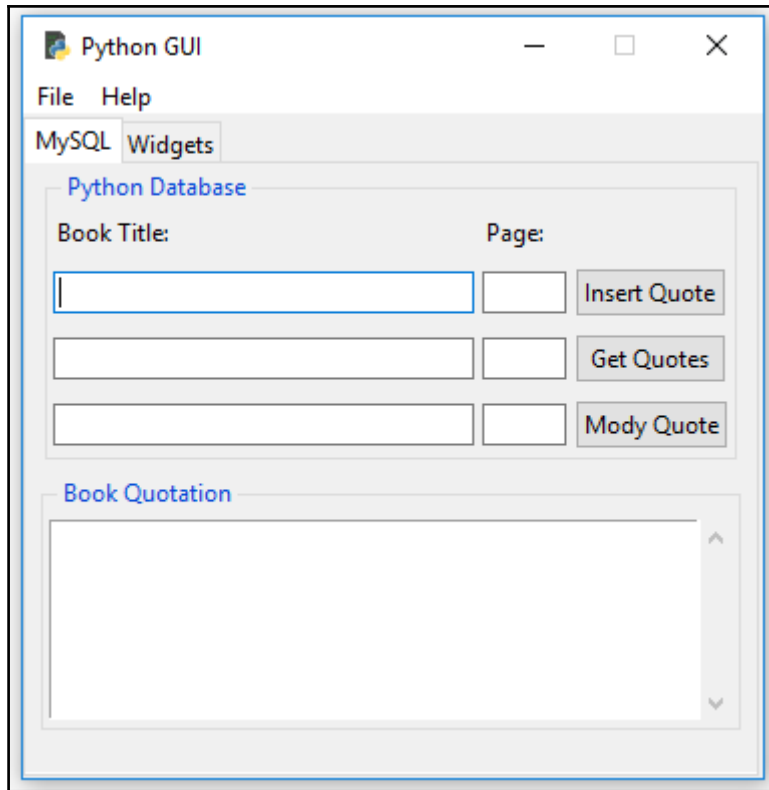 Python GUI
File Help
MySQL Widgets
Python Database
Book Title: Page:
Insert Quote
Get Quotes
Mody Quote
Book Quotation